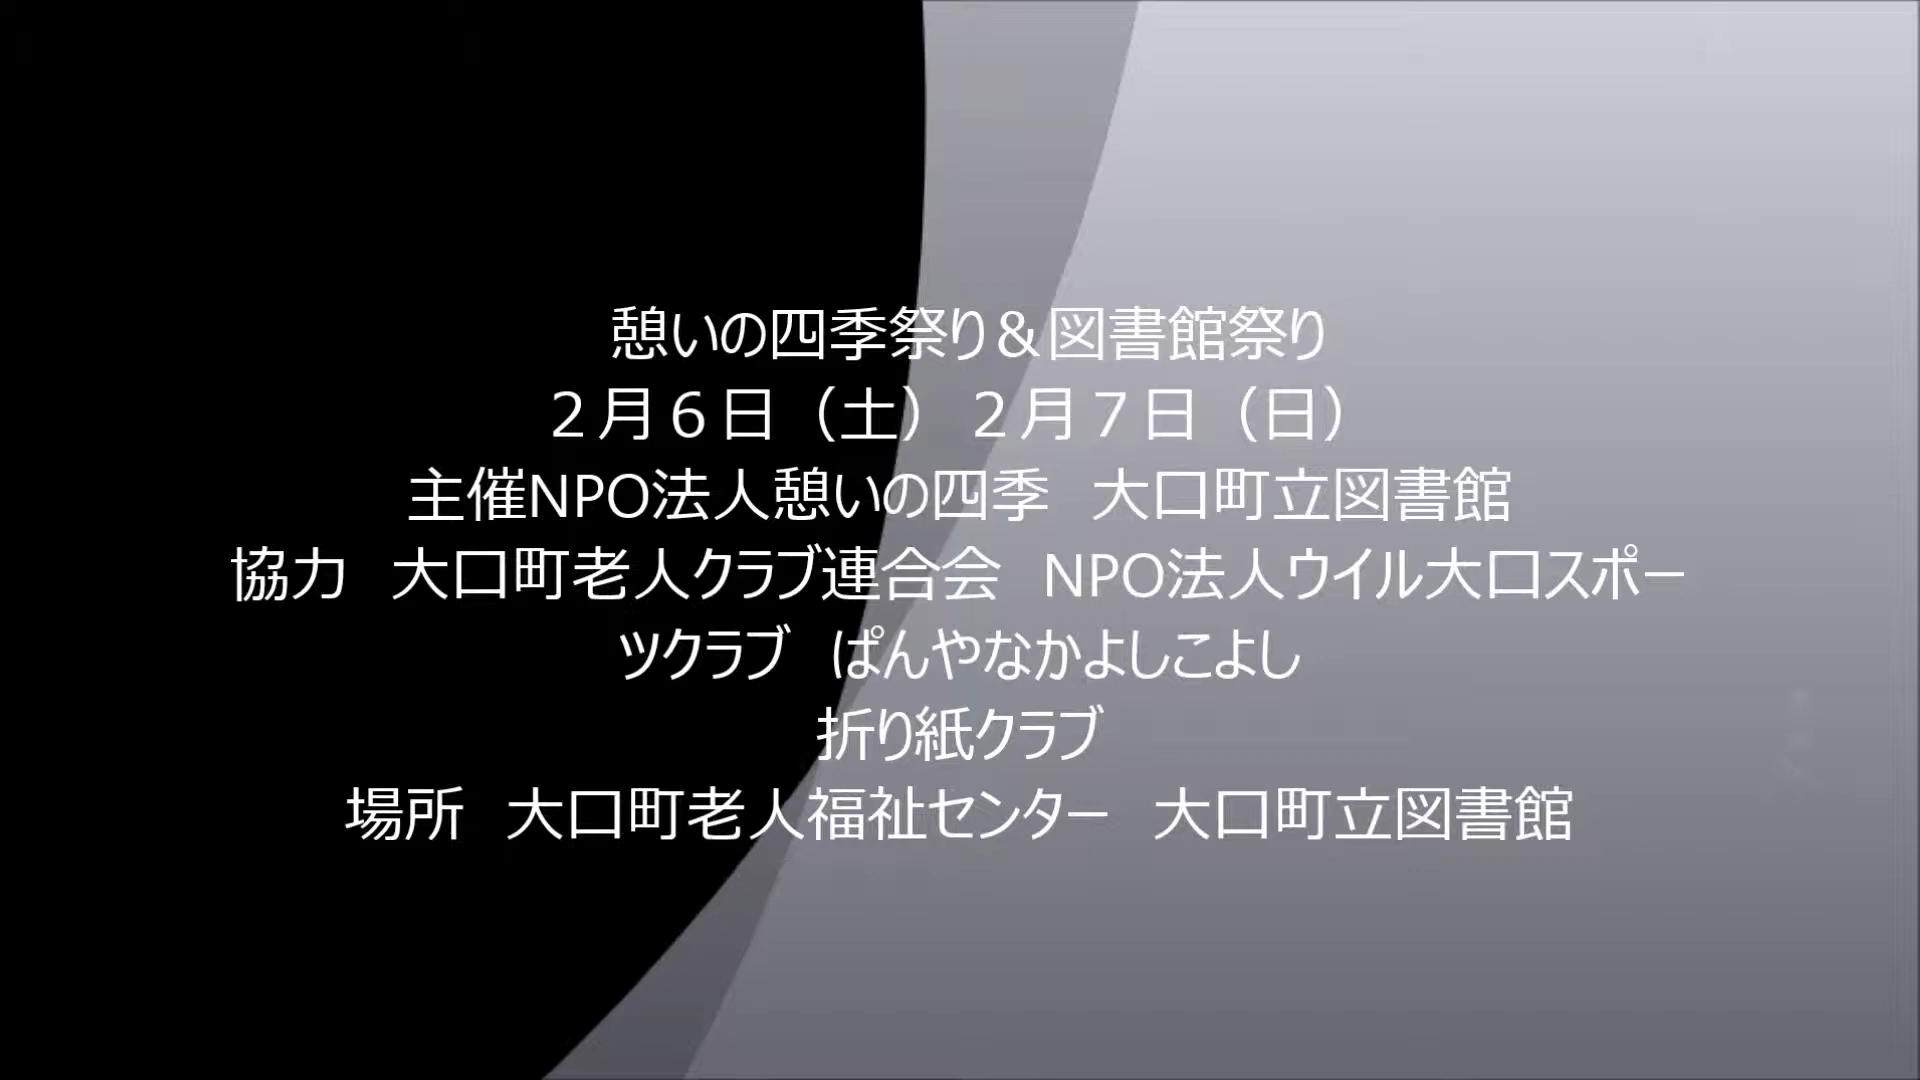 憩いの四季祭り＆図書館祭り
２月６日（土）２月７日（日）
主催NPO法人憩いの四季　大口町立図書館
協力　大口町老人クラブ連合会　NPO法人ウイル大口スポー
ツクラブ　ぱんやなかよしこよし
折り紙クラブ
場所　大口町老人福祉センター　大口町立図書館